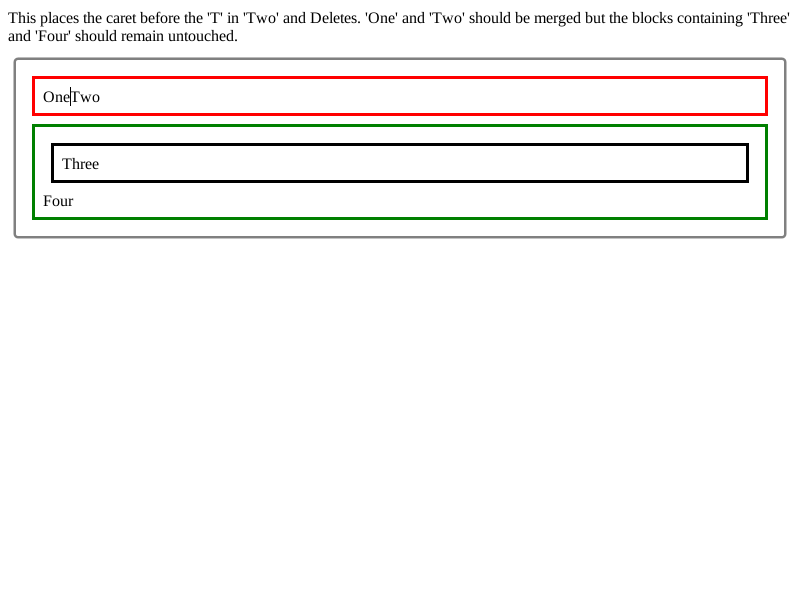 This places the caret before the 'T' in 'Two' and Deletes. 'One' and 'Two' should be merged but the blocks containing 'Three'
and 'Four' should remain untouched.
OneTwo
Three
Four